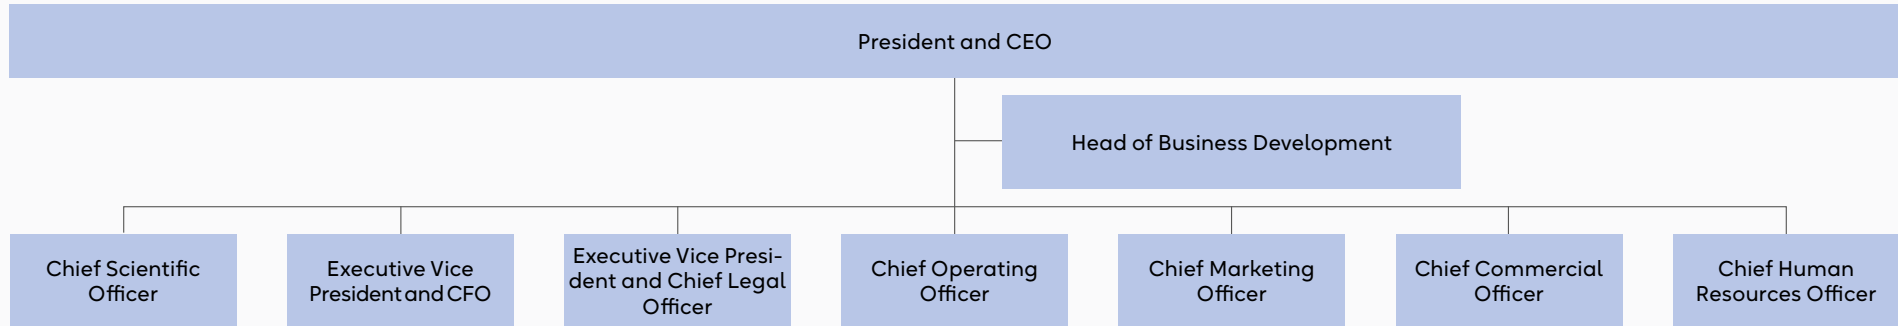 President and CEO
Head of Business Development
Chief Scientific
Officer
Executive Vice
President and CFO
Executive Vice Presi-
dent and Chief Legal
Officer
Chief Operating
Officer
Chief Marketing
Officer
Chief Commercial
Officer
Chief Human
Resources Officer